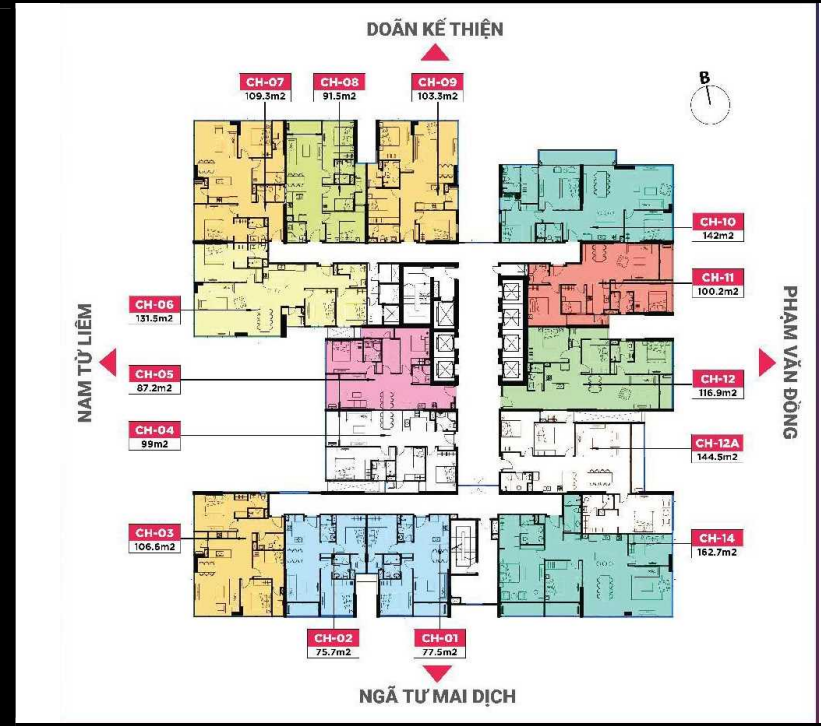 DOÃN KẾ THIỆN
B
CH-07
109.3m2
CH-08
91.5m2
CH-09
103.3m2
CH-10
142m2
CH-11
100.2m2
CH-06
131.5m2
NAM TỪ LIÊM
PHẠM VĂN ĐỒNG
CH-05
87.2m2
CH-12
116.9m2
CH-04
99m2
CH-12A
144.5m2
CH-03
106.6m2
CH-14
162.7m2
CH-02
75.7m2
CH-01
77.5m2
NGÃ TƯ MAI DỊCH